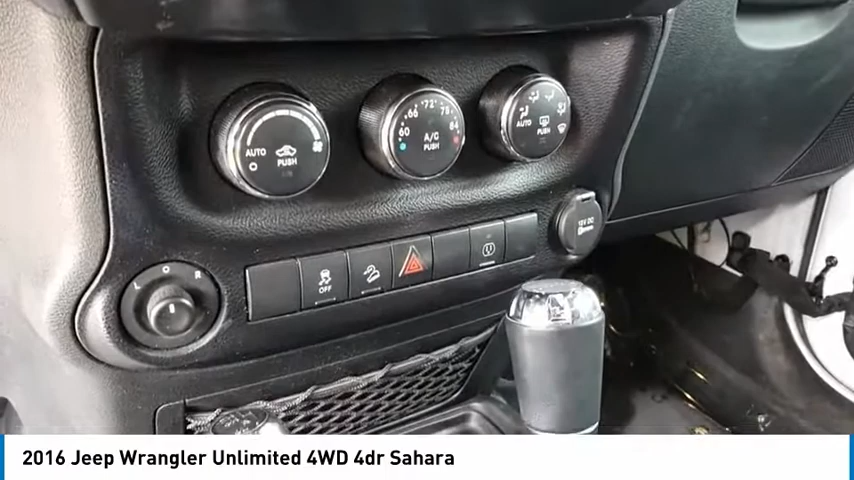 AUTO
PUSH
60 66 72 78 84
A/C
PUSH
AUTO
PUSH
12V DC
L O R
OFF
2016 Jeep Wrangler Unlimited 4WD 4dr Sahara